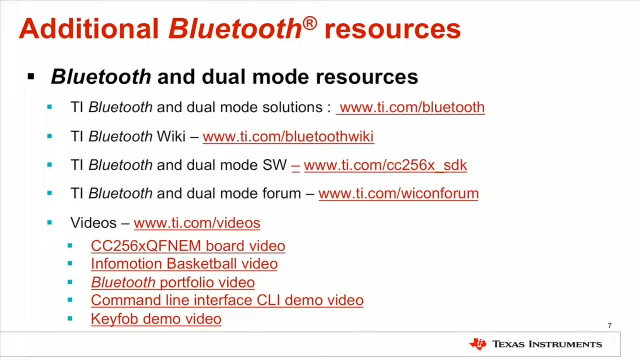 Additional Bluetooth® resources
▪ Bluetooth and dual mode resources
▪ TI Bluetooth and dual mode solutions : www.ti.com/bluetooth
▪ TI Bluetooth Wiki – www.ti.com/bluetoothwiki
▪ TI Bluetooth and dual mode SW – www.ti.com/cc256x_sdk
▪ TI Bluetooth and dual mode forum – www.ti.com/wiconforum
▪ Videos – www.ti.com/videos
▪ CC256xQFNEM board video
▪ Infomotion Basketball video
▪ Bluetooth portfolio video
▪ Command line interface CLI demo video
▪ Keyfob demo video
7
TEXAS INSTRUMENTS